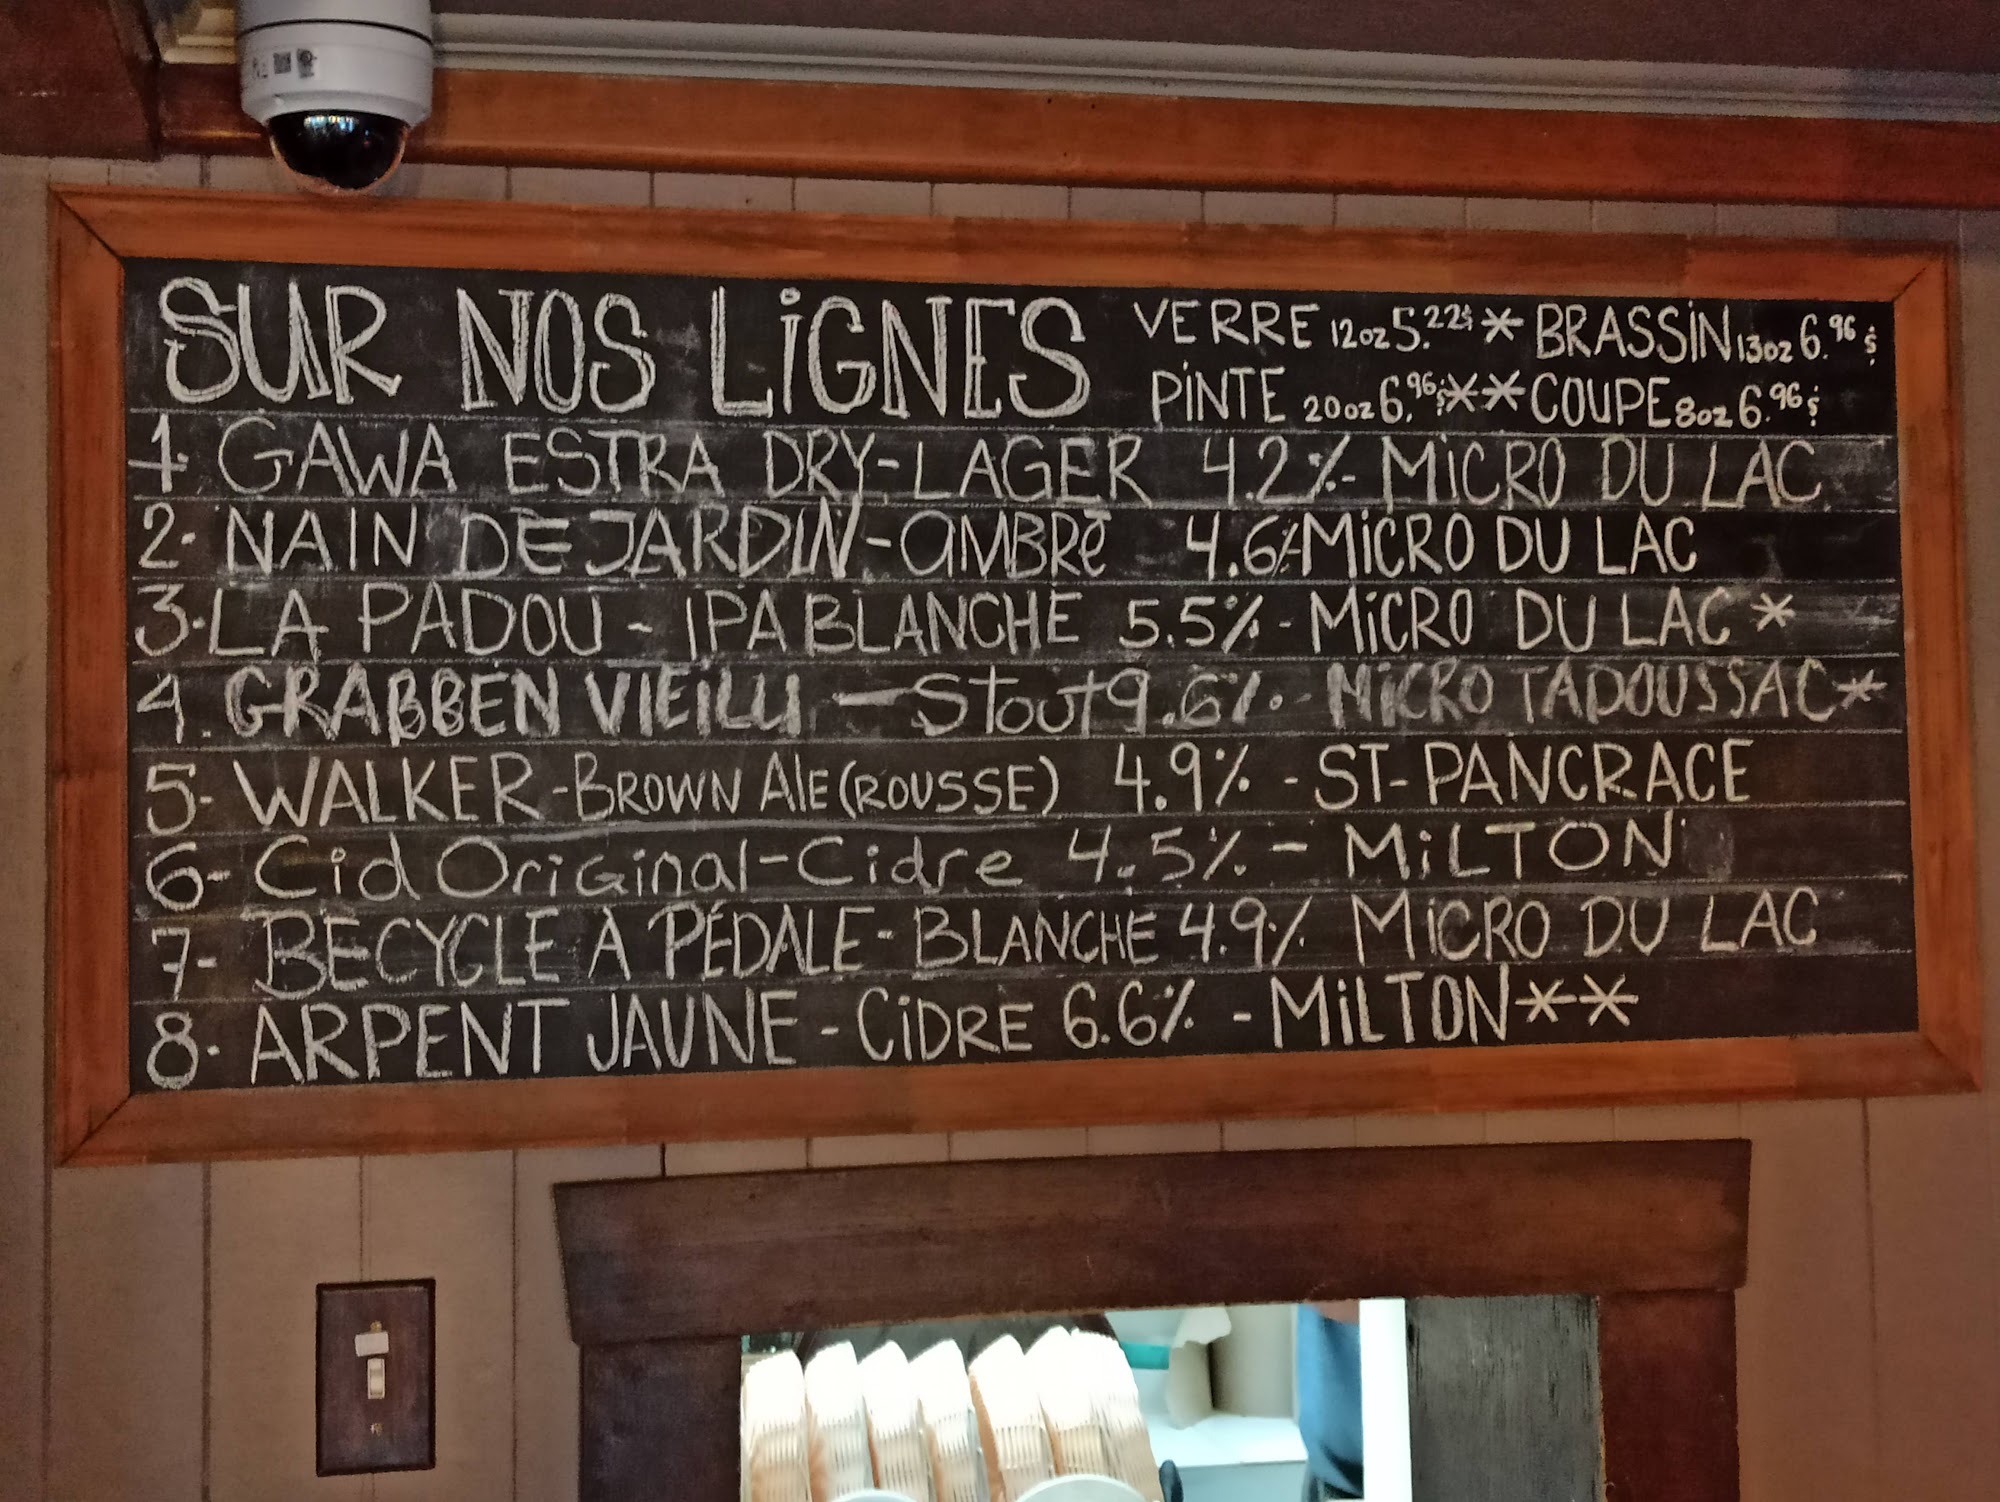 SUR NOS LiGNES
VERRE 12oz 5.22$ * BRASSiN 13oz 6.96$
PiNTE 20oz 6.96$ ** COUPE 8oz 6.96$
1. GAWA ESTRA DRY-LAGER 4.2%- MiCRO DU LAC
2- NAIN DE JARDIN - AMBRé 4.6%-MiCRO DU LAC
3-LA PADOU - IPA BLANCHE 5.5% - MiCRO DU LAC *
4. GRABBEN VIEiLLi — Stout 9.6% - MiCRO TADOUSSAC*
5- WALKER-BROWN Ale (ROUSSE) 4.9% - ST-PANCRACE
6- Cid OriGinal-Cidre 4.5% - MiLTON
7- BECYCLE À PÉDALE - BLANCHE 4.9% MiCRO DU LAC
8- ARPENT JAUNE - CiDRE 6.6% - MiLTON**